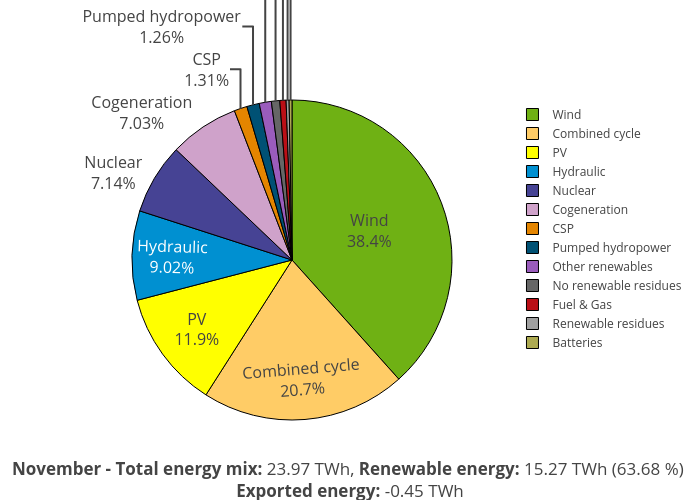 Pumped hydropower
1.26%
CSP
1.31%
Cogeneration
7.03%
Nuclear
7.14%
Hydraulic
9.02%
PV
11.9%
Combined cycle
20.7%
Wind
38.4%
Wind
Combined cycle
PV
Hydraulic
Nuclear
Cogeneration
CSP
Pumped hydropower
Other renewables
No renewable residues
Fuel & Gas
Renewable residues
Batteries
November - Total energy mix: 23.97 TWh, Renewable energy: 15.27 TWh (63.68 %)
Exported energy: -0.45 TWh